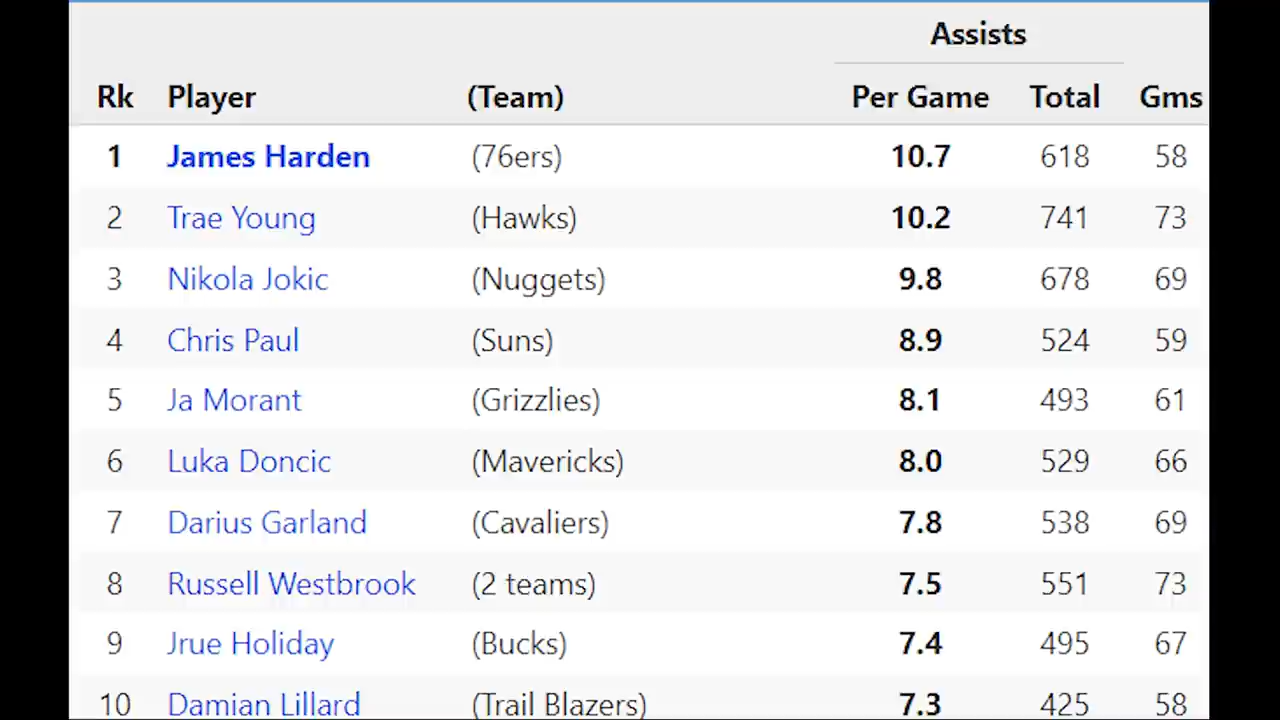 Assists
Rk Player (Team) Per Game Total Gms
1 James Harden (76ers) 10.7 618 58
2 Trae Young (Hawks) 10.2 741 73
3 Nikola Jokic (Nuggets) 9.8 678 69
4 Chris Paul (Suns) 8.9 524 59
5 Ja Morant (Grizzlies) 8.1 493 61
6 Luka Doncic (Mavericks) 8.0 529 66
7 Darius Garland (Cavaliers) 7.8 538 69
8 Russell Westbrook (2 teams) 7.5 551 73
9 Jrue Holiday (Bucks) 7.4 495 67
10 Damian Lillard (Trail Blazers) 7.3 425 58